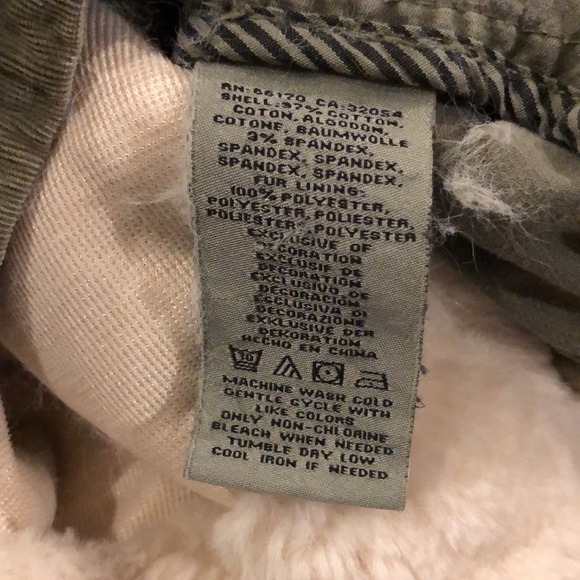 RN: 66170, CA: 32054
SHELL: 97% COTTON,
COTON, ALGODON,
COTONE, BAUMWOLLE
3% SPANDEX,
SPANDEX, SPANDEX,
SPANDEX, SPANDEX,
FUR LINING:
100% POLYESTER,
POLYESTER, POLIESTER,
POLIESTERE, POLYESTER
EXCLUSIVE OF
DECORATION
EXCLUSIF DE
DECORATION
EXCLUSIVO DE
DECORACION
ESCLUSIVA DI
DECORAZIONE
EXKLUSIVE DER
DEKORATION
HECHO EN CHINA
30
MACHINE WASH COLD
GENTLE CYCLE WITH
LIKE COLORS
ONLY NON-CHLORINE
BLEACH WHEN NEEDED
TUMBLE DRY LOW
COOL IRON IF NEEDED